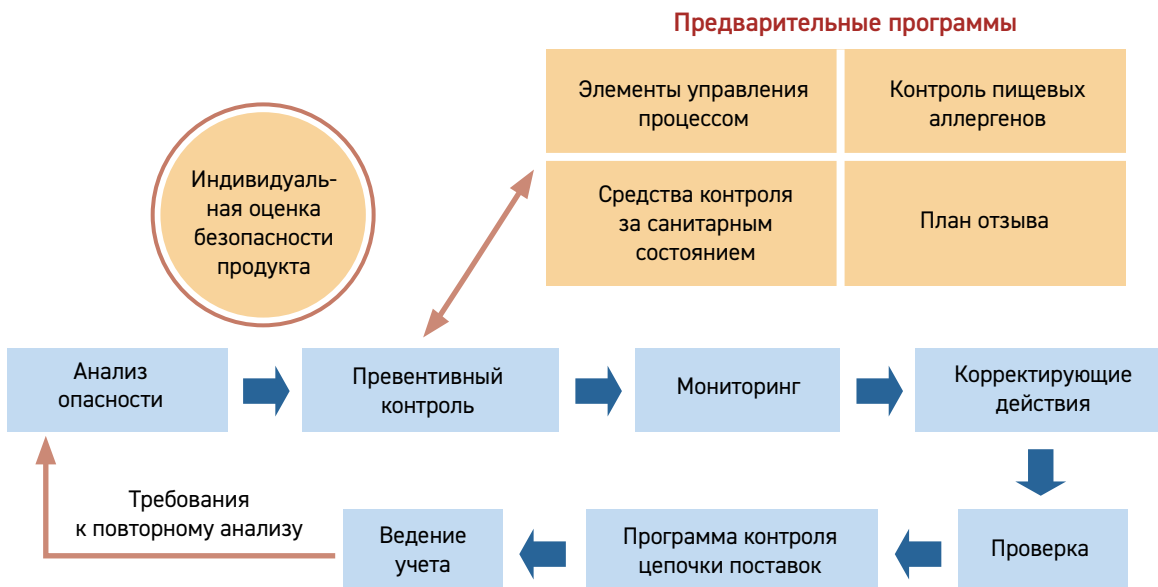 Предварительные программы
Элементы управления
процессом
Контроль пищевых
аллергенов
Индивидуаль-
ная оценка
безопасности
продукта
Средства контроля
за санитарным
состоянием
План отзыва
Анализ
опасности
Превентивный
контроль
Мониторинг
Корректирующие
действия
Требования
к повторному анализу
Ведение
учета
Программа контроля
цепочки поставок
Проверка